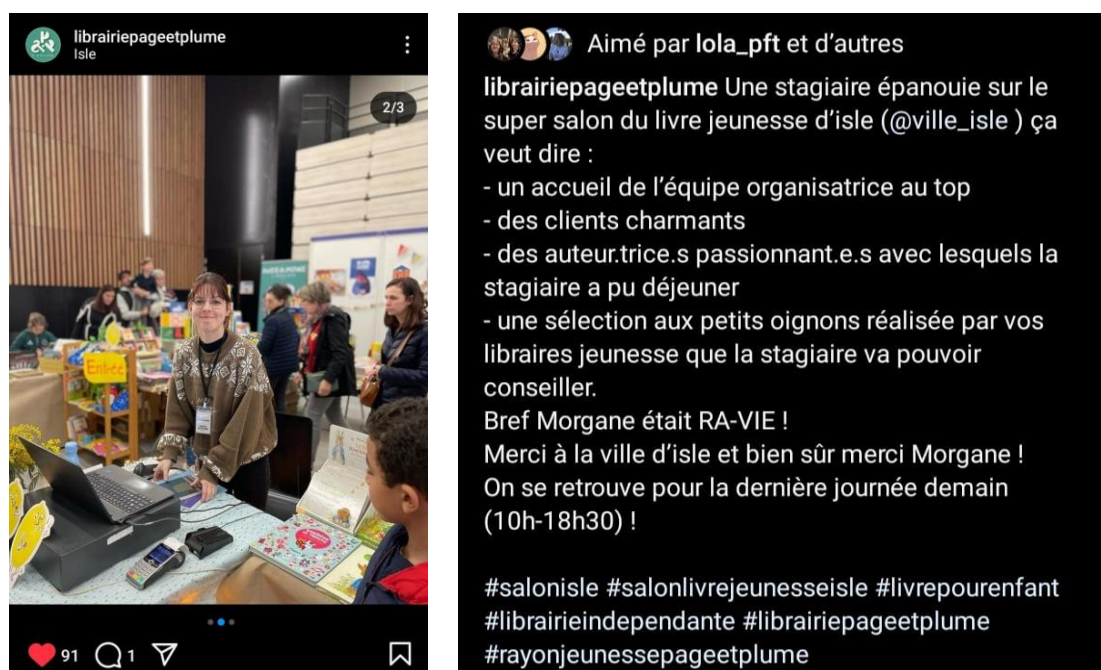 librairiepageetplume
Isle
2/3
Entrée
91
1
Aimé par lola_pft et d'autres
librairiepageetplume Une stagiaire épanouie sur le
super salon du livre jeunesse d'isle (@ville_isle ) ça
veut dire :
- un accueil de l'équipe organisatrice au top
- des clients charmants
- des auteur.trice.s passionnant.e.s avec lesquels la
stagiaire a pu déjeuner
- une sélection aux petits oignons réalisée par vos
libraires jeunesse que la stagiaire va pouvoir
conseiller.
Bref Morgane était RA-VIE !
Merci à la ville d'isle et bien sûr merci Morgane !
On se retrouve pour la dernière journée demain
(10h-18h30) !
#salonisle #salonlivrejeunesseisle #livrepourenfant
#librairieindependante #librairiepageetplume
#rayonjeunessepageetplume